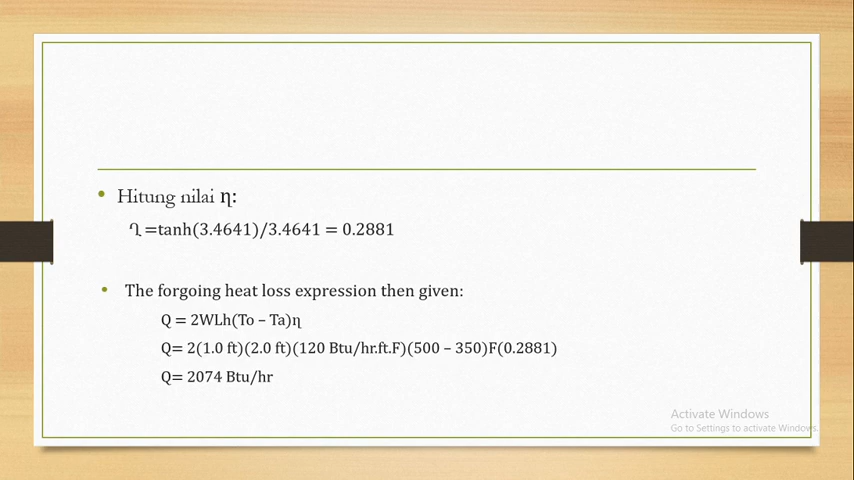 Hitung nilai η:
Ղ =tanh(3.4641)/3.4641 = 0.2881
The forgoing heat loss expression then given:
Q = 2WLh(To – Ta)η
Q= 2(1.0 ft)(2.0 ft)(120 Btu/hr.ft.F)(500 – 350)F(0.2881)
Q= 2074 Btu/hr
Activate Windows
Go to Settings to activate Windows.